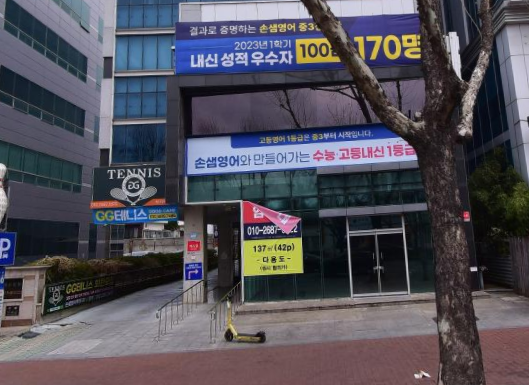 결과로 증명하는 손샘영어 중3
2023년 1학기
내신 성적 우수자 100 170명
고등영어 1등급은 중3부터 시작입니다.
손샘영어와 만들어가는 수능·고등내신 1등급
TENNIS
GG
GG테니스
010-2687
137㎡(42p)
- 다용도 -
P
GG테니스
TENNIS